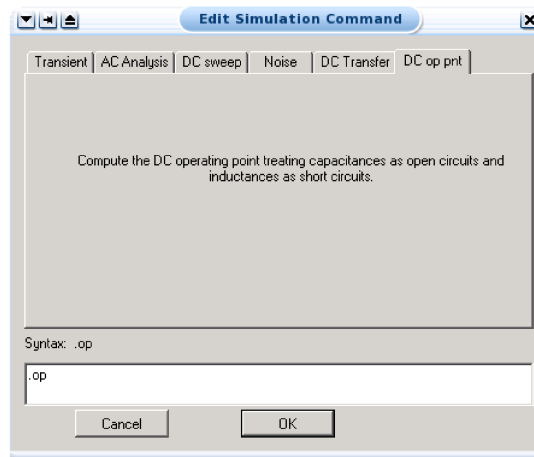 Edit Simulation Command
Transient AC Analysis DC sweep Noise DC Transfer DC op pnt
Compute the DC operating point treating capacitances as open circuits and
inductances as short circuits.
Syntax: .op
.op
Cancel OK